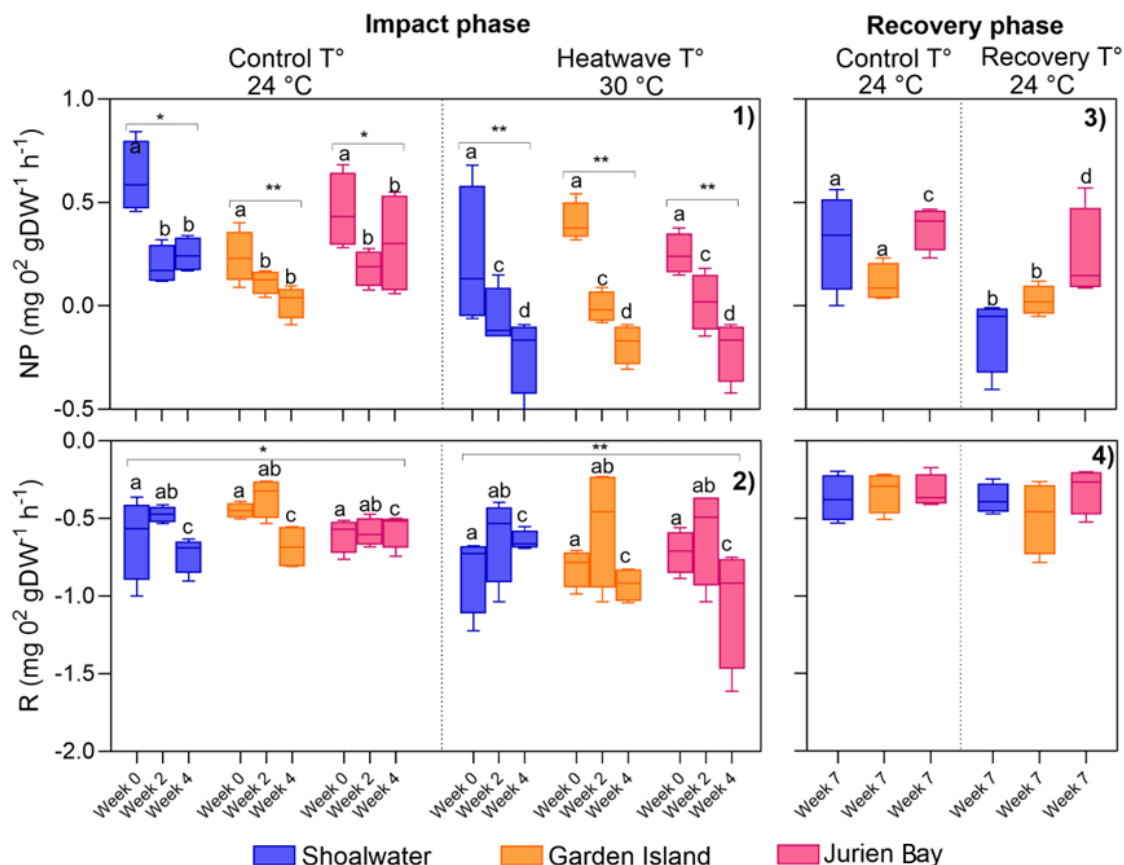 Impact phase
Recovery phase
Control T°
24 °C
Heatwave T°
30 °C
Control T°
24 °C
Recovery T°
24 °C
NP (mg 0² gDW⁻¹ h⁻¹)
1.0
0.5
0.0
-0.5
1)
* ** * ** ** **
a b b a b b a b b a c d a c d a c d
3)
a a c b b d
R (mg 0² gDW⁻¹ h⁻¹)
0.0
-0.5
-1.0
-1.5
-2.0
2)
* **
a ab c a ab c a ab c a ab c a ab c a ab c
4)
Week 0 Week 2 Week 4 Week 0 Week 2 Week 4 Week 0 Week 2 Week 4 Week 0 Week 2 Week 4 Week 0 Week 2 Week 4 Week 0 Week 2 Week 4 Week 7 Week 7 Week 7 Week 7 Week 7 Week 7
Shoalwater Garden Island Jurien Bay